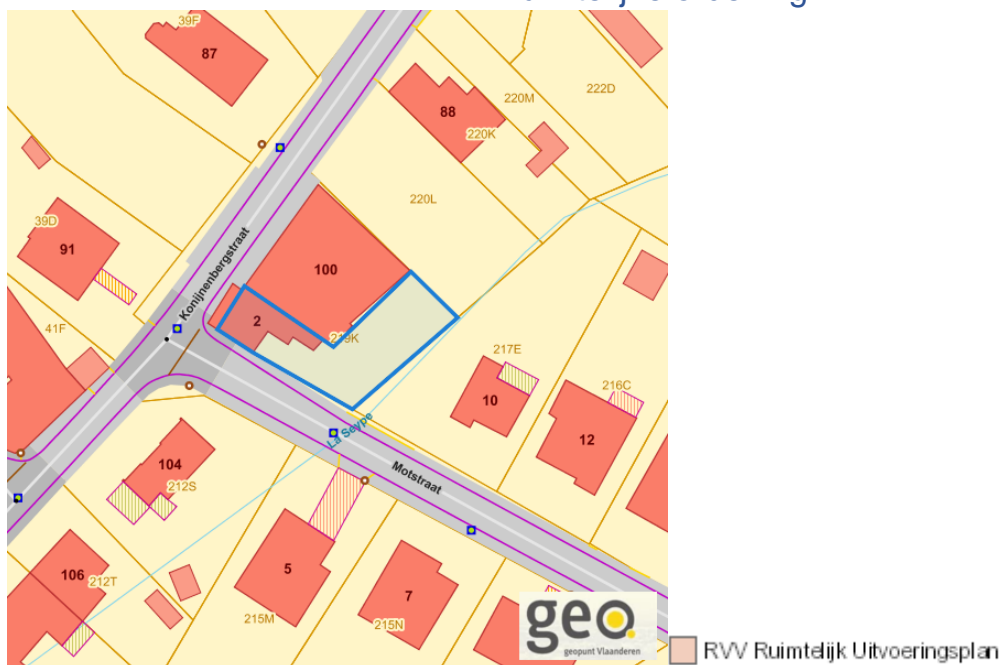 39F
87
88
220M
220K
222D
220L
39D
91
Konijnenbergstraat
100
2
219K
41F
217E
10
216C
12
La Seype
Motstraat
104
212S
106
212T
5
215M
7
215N
geo.
geopunt Vlaanderen
RVV Ruimtelijk Uitvoeringsplan